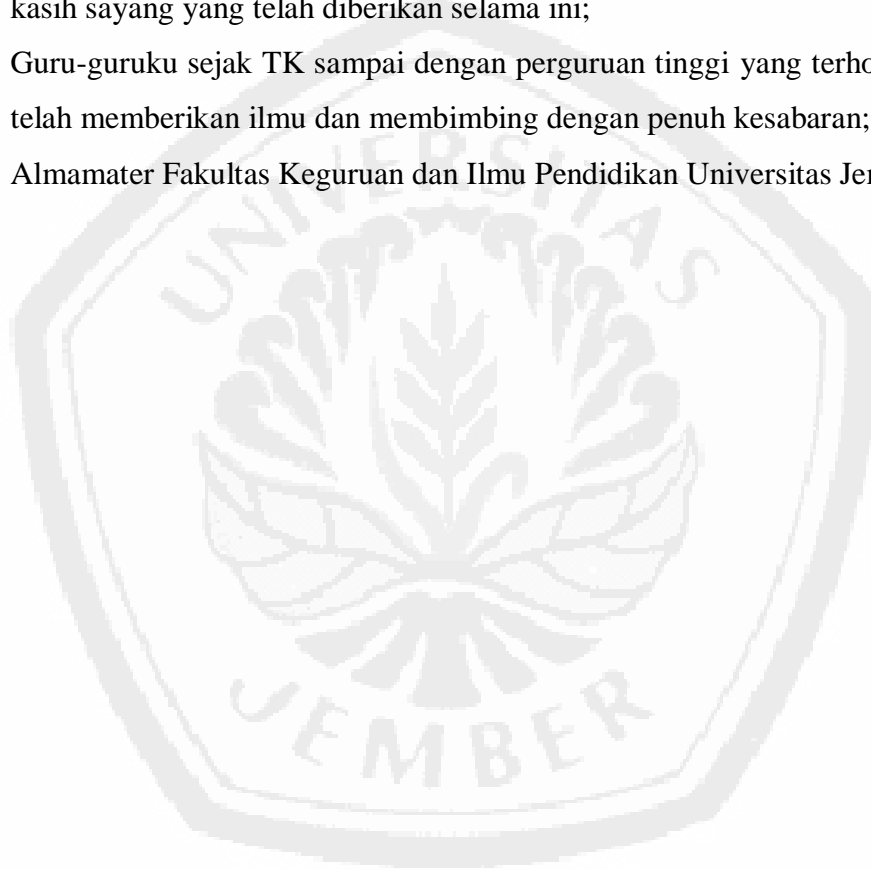 kasih sayang yang telah diberikan selama ini;
Guru-guruku sejak TK sampai dengan perguruan tinggi yang
telah memberikan ilmu dan membimbing dengan penuh kesabaran;
Almamater Fakultas Keguruan dan Ilmu Pendidikan Universitas
UNIVERSITAS
JEMBER